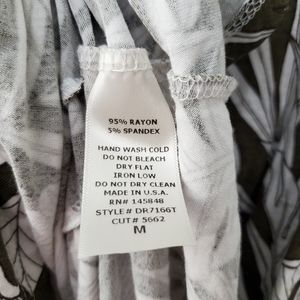 95% RAYON
5% SPANDEX
HAND WASH COLD
DO NOT BLEACH
DRY FLAT
IRON LOW
DO NOT DRY CLEAN
MADE IN U.S.A.
RN# 145848
STYLE# DR7166T
CUT# 5662
M